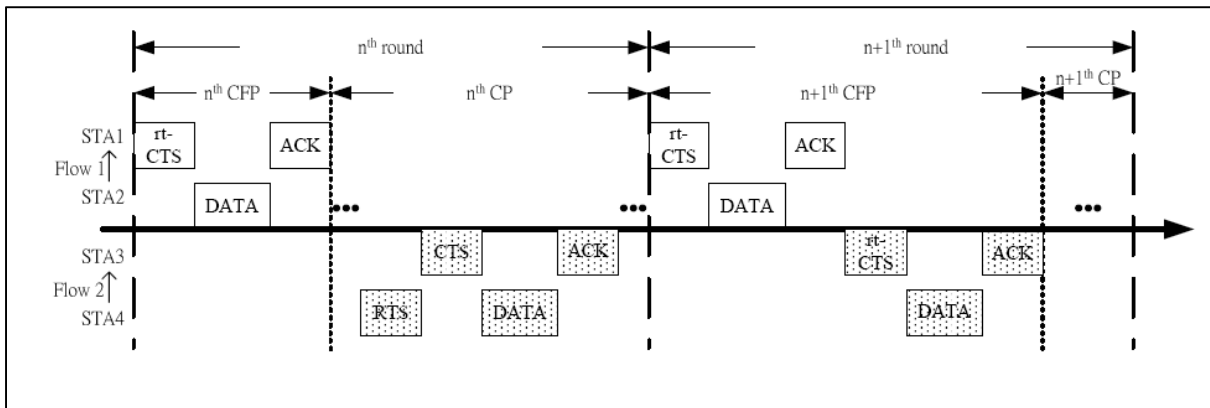 nth round
n+1th round
nth CFP
nth CP
n+1th CFP
n+1th CP
STA1
rt-
CTS
ACK
rt-
CTS
ACK
Flow 1
STA2
DATA
•••
•••
DATA
•••
STA3
CTS
ACK
rt-
CTS
ACK
Flow 2
STA4
RTS
DATA
DATA